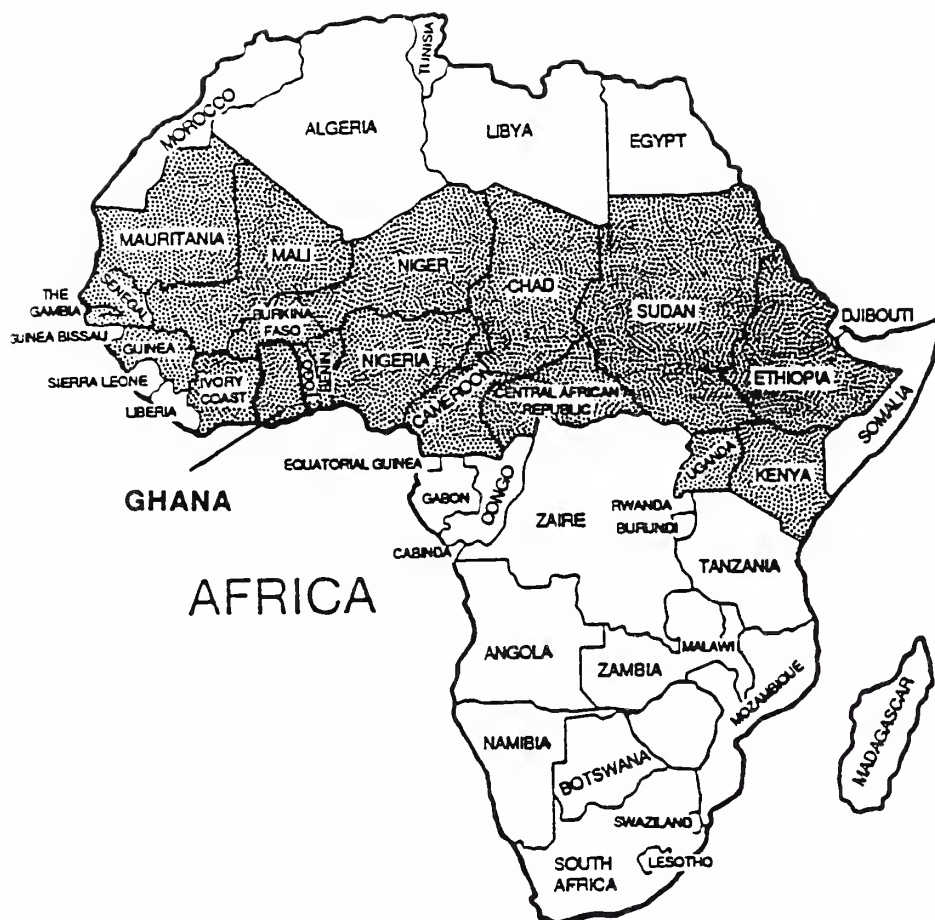 TUNISIA
MOROCCO
ALGERIA
LIBYA
EGYPT
MAURITANIA
MALI
NIGER
CHAD
SUDAN
THE
GAMBIA
SENEGAL
GUINEA BISSAU
GUINEA
BURKINA
FASO
NIGERIA
DJIBOUTI
SIERRA LEONE
IVORY
COAST
TOGO
BENIN
CAMEROON
CENTRAL AFRICAN
REPUBLIC
ETHIOPIA
SOMALIA
LIBERIA
EQUATORIAL GUINEA
UGANDA
KENYA
GHANA
GABON
CONGO
ZAIRE
RWANDA
BURUNDI
CABINDA
TANZANIA
AFRICA
ANGOLA
ZAMBIA
MALAWI
MOZAMBIQUE
MADAGASCAR
NAMIBIA
BOTSWANA
SWAZILAND
SOUTH
AFRICA
LESOTHO